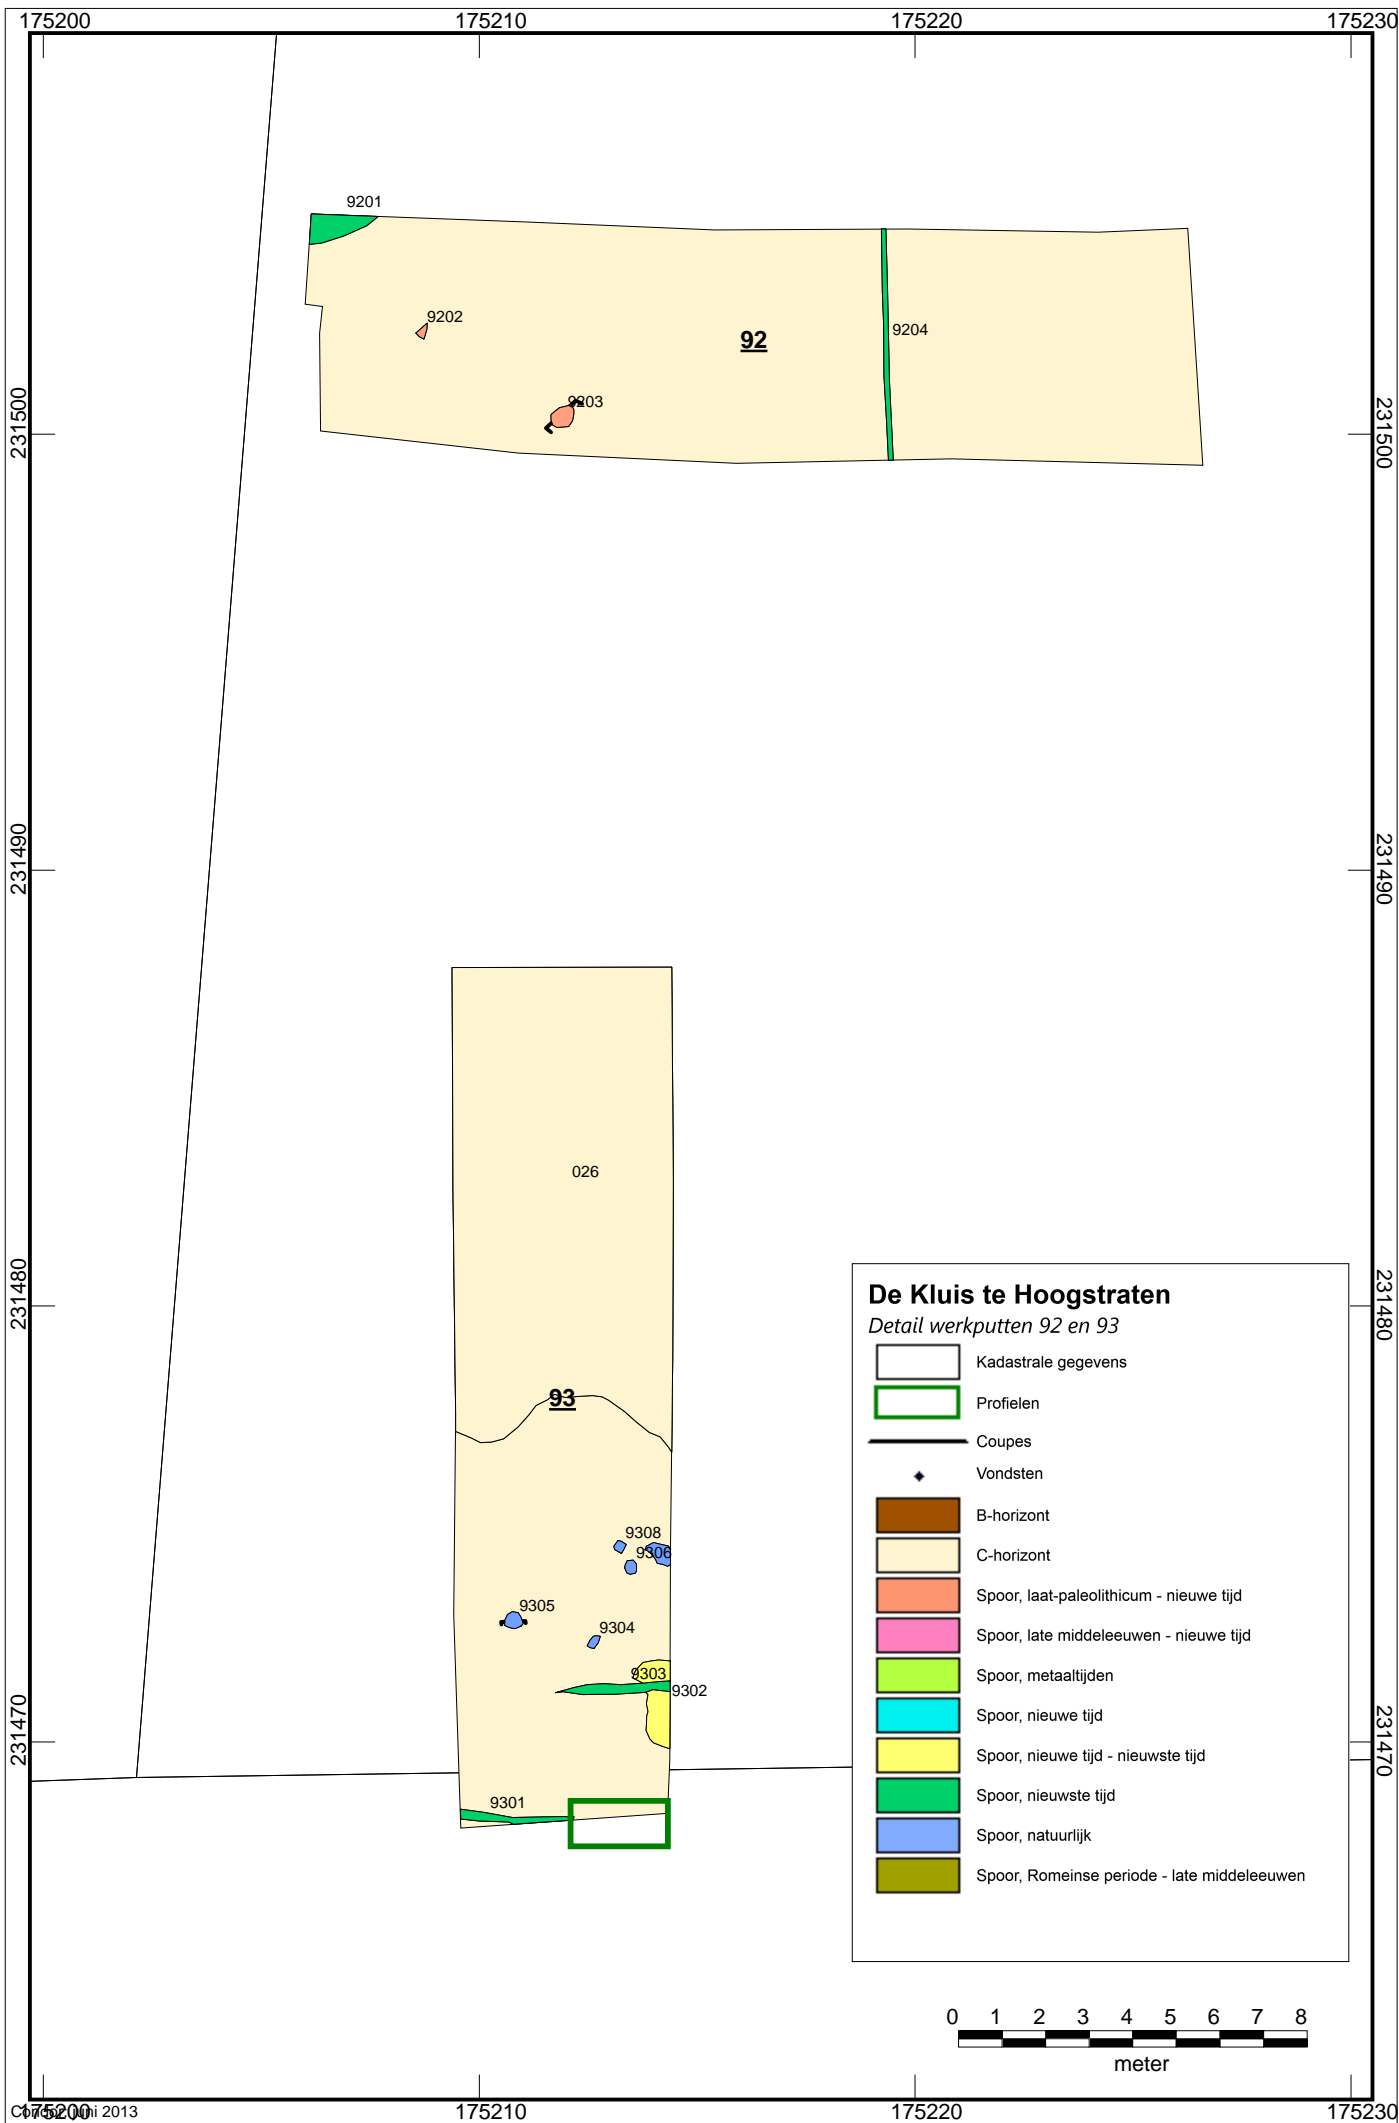 175200
175210
175220
175230
9201
9202
92
9204
9203
231500
231500
231490
231490
026
231480
231480
93
9308
9306
9305
9304
9303
9302
231470
231470
9301
De Kluis te Hoogstraten
Detail werkputten 92 en 93
Kadastrale gegevens
Profielen
Coupes
Vondsten
B-horizont
C-horizont
Spoor, laat-paleolithicum - nieuwe tijd
Spoor, late middeleeuwen - nieuwe tijd
Spoor, metaaltijden
Spoor, nieuwe tijd
Spoor, nieuwe tijd - nieuwste tijd
Spoor, nieuwste tijd
Spoor, natuurlijk
Spoor, Romeinse periode - late middeleeuwen
0 1 2 3 4 5 6 7 8
meter
Condor, juni 2013
175200
175210
175220
175230